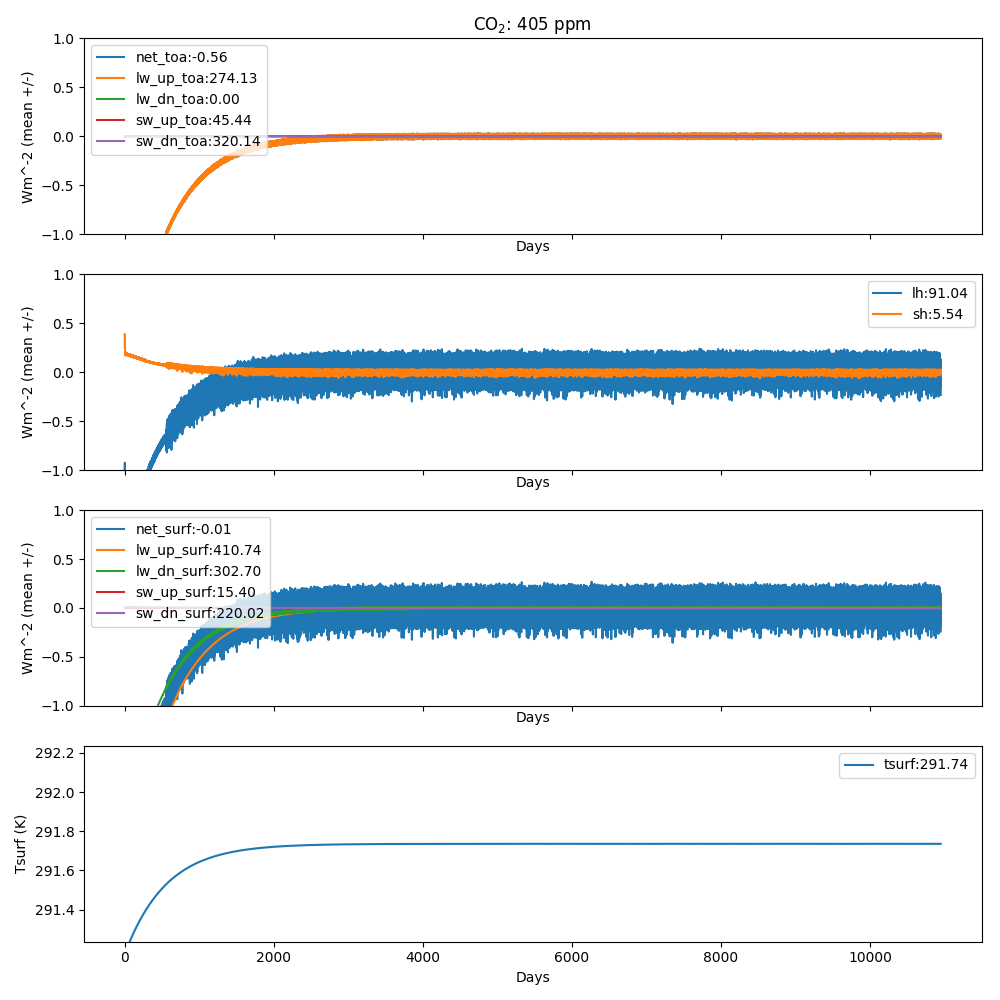 CO₂: 405 ppm
1.0
0.5
0.0
−0.5
−1.0
Wm^-2 (mean +/-)
net_toa:-0.56
lw_up_toa:274.13
lw_dn_toa:0.00
sw_up_toa:45.44
sw_dn_toa:320.14
Days
1.0
0.5
0.0
−0.5
−1.0
Wm^-2 (mean +/-)
lh:91.04
sh:5.54
Days
1.0
0.5
0.0
−0.5
−1.0
Wm^-2 (mean +/-)
net_surf:-0.01
lw_up_surf:410.74
lw_dn_surf:302.70
sw_up_surf:15.40
sw_dn_surf:220.02
Days
292.2
292.0
291.8
291.6
291.4
Tsurf (K)
tsurf:291.74
0 2000 4000 6000 8000 10000
Days